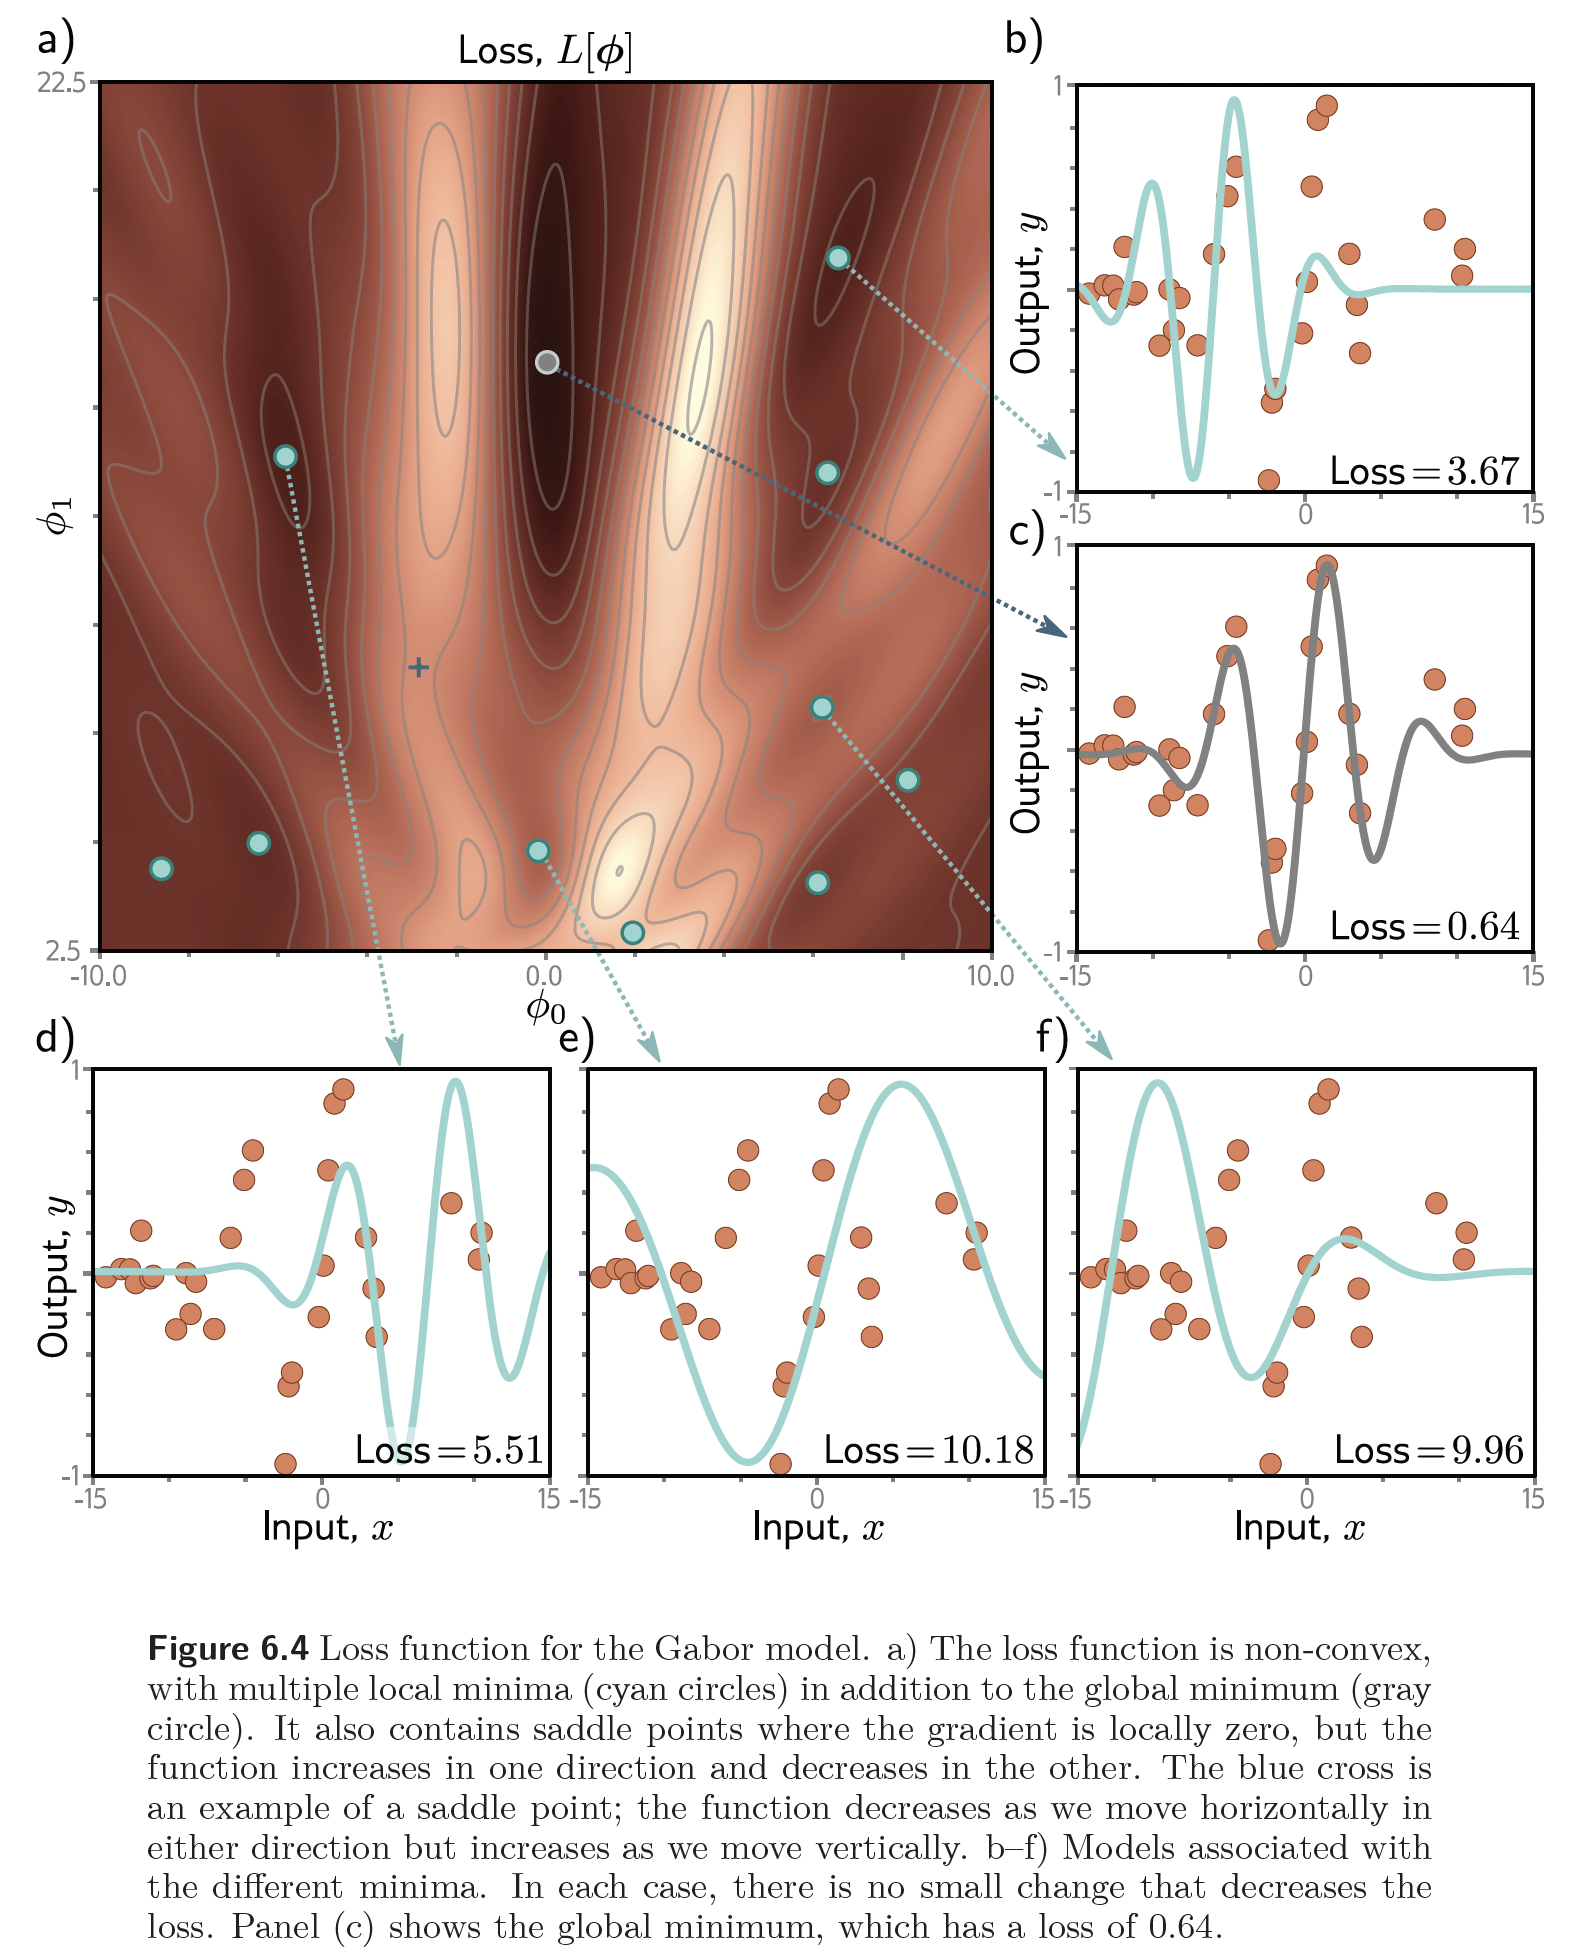 a)
Loss, L[ϕ]
22.5
ϕ1
2.5
-10.0
0.0
10.0
ϕ0
b)
1
Output, y
-1
Loss=3.67
-15
0
15
c)
1
Output, y
-1
Loss=0.64
-15
0
15
d)
1
Output, y
-1
Loss=5.51
-15
0
15
Input, x
e)
Loss=10.18
-15
0
15
Input, x
f)
Loss=9.96
-15
0
15
Input, x
Figure 6.4 Loss function for the Gabor model. a) The loss function is non-convex,
with multiple local minima (cyan circles) in addition to the global minimum (gray
circle). It also contains saddle points where the gradient is locally zero, but the
function increases in one direction and decreases in the other. The blue cross is
an example of a saddle point; the function decreases as we move horizontally in
either direction but increases as we move vertically. b–f) Models associated with
the different minima. In each case, there is no small change that decreases the
loss. Panel (c) shows the global minimum, which has a loss of 0.64.